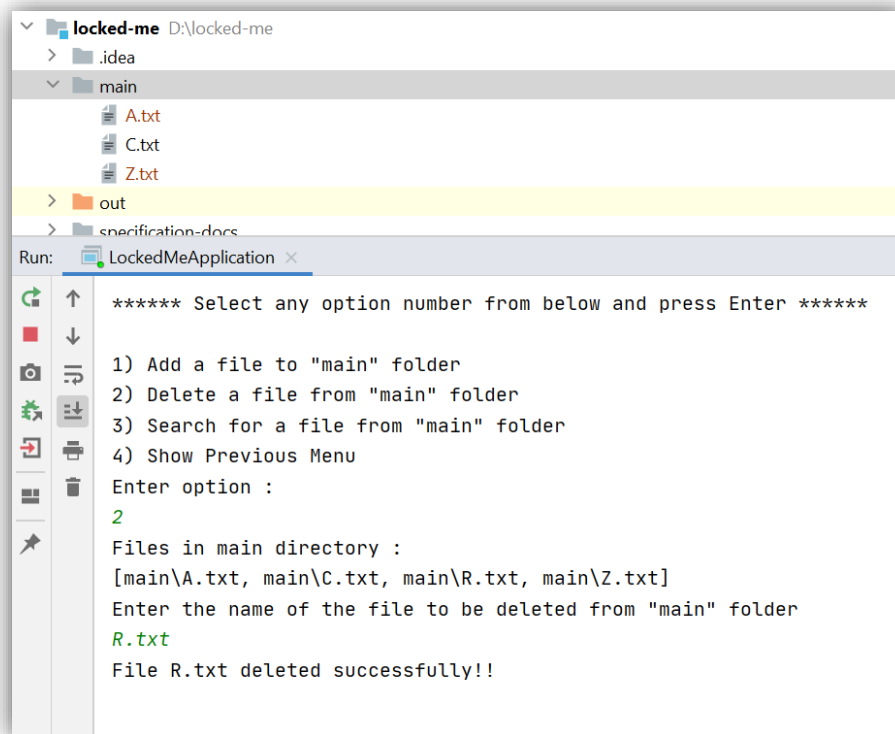 locked-me D:\locked-me
.idea
main
A.txt
C.txt
Z.txt
out
specification-docs
Run: LockedMeApplication
****** Select any option number from below and press Enter ******
1) Add a file to "main" folder
2) Delete a file from "main" folder
3) Search for a file from "main" folder
4) Show Previous Menu
Enter option :
2
Files in main directory :
[main\A.txt, main\C.txt, main\R.txt, main\Z.txt]
Enter the name of the file to be deleted from "main" folder
R.txt
File R.txt deleted successfully!!